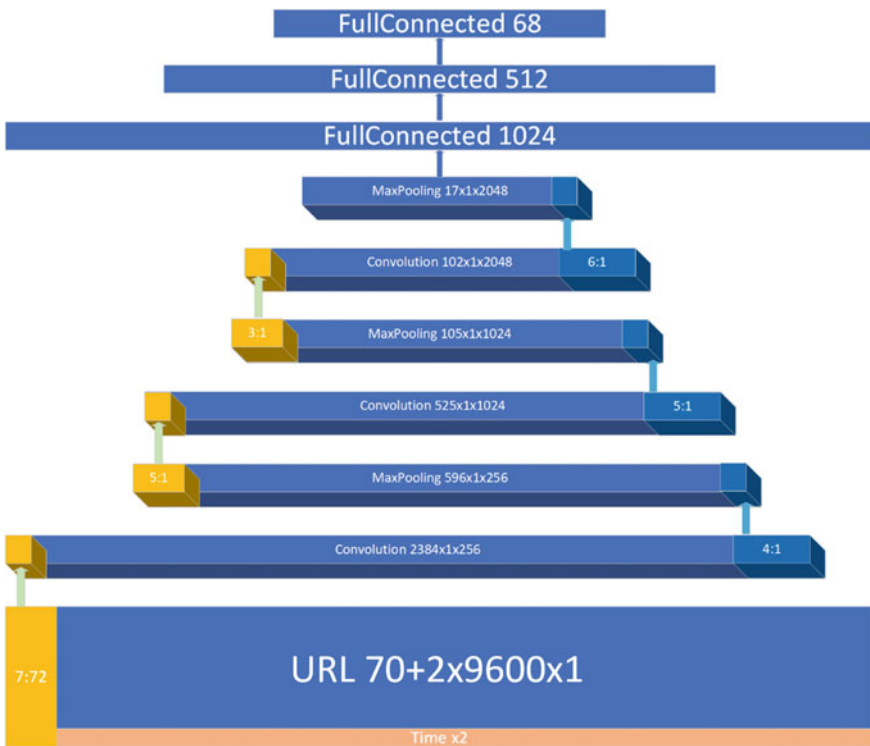 FullConnected 68
FullConnected 512
FullConnected 1024
MaxPooling 17x1x2048
Convolution 102x1x2048
6:1
3:1
MaxPooling 105x1x1024
Convolution 525x1x1024
5:1
5:1
MaxPooling 596x1x256
Convolution 2384x1x256
4:1
7:72
URL 70+2x9600x1
Time x2